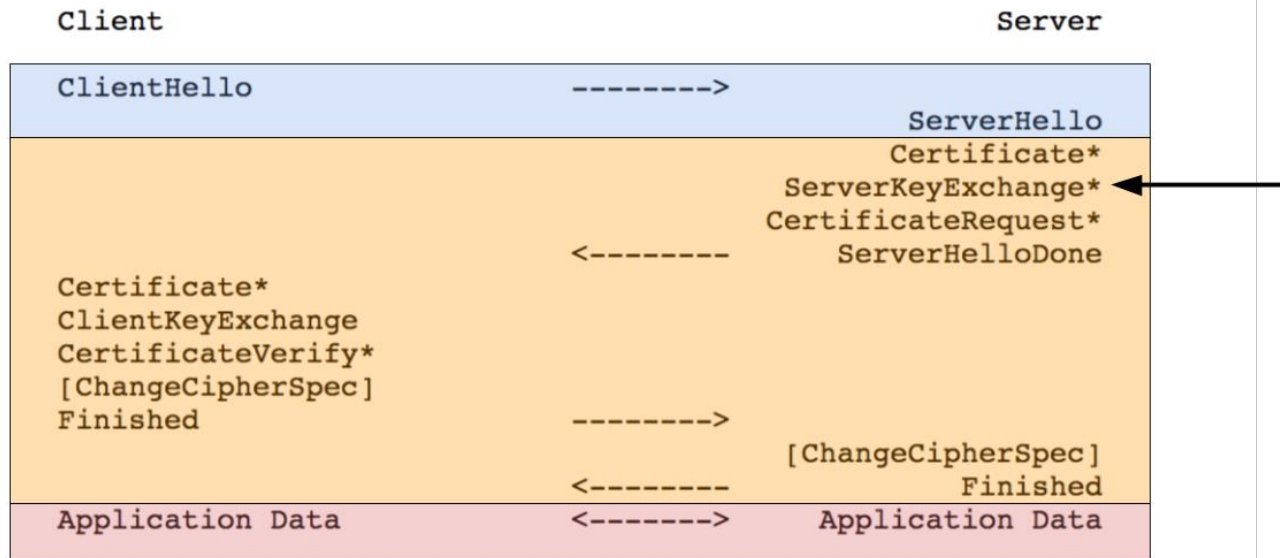 Client Server
ClientHello -------->
ServerHello
Certificate*
ServerKeyExchange*
CertificateRequest*
<-------- ServerHelloDone
Certificate*
ClientKeyExchange
CertificateVerify*
[ChangeCipherSpec]
Finished -------->
[ChangeCipherSpec]
<-------- Finished
Application Data <-------> Application Data